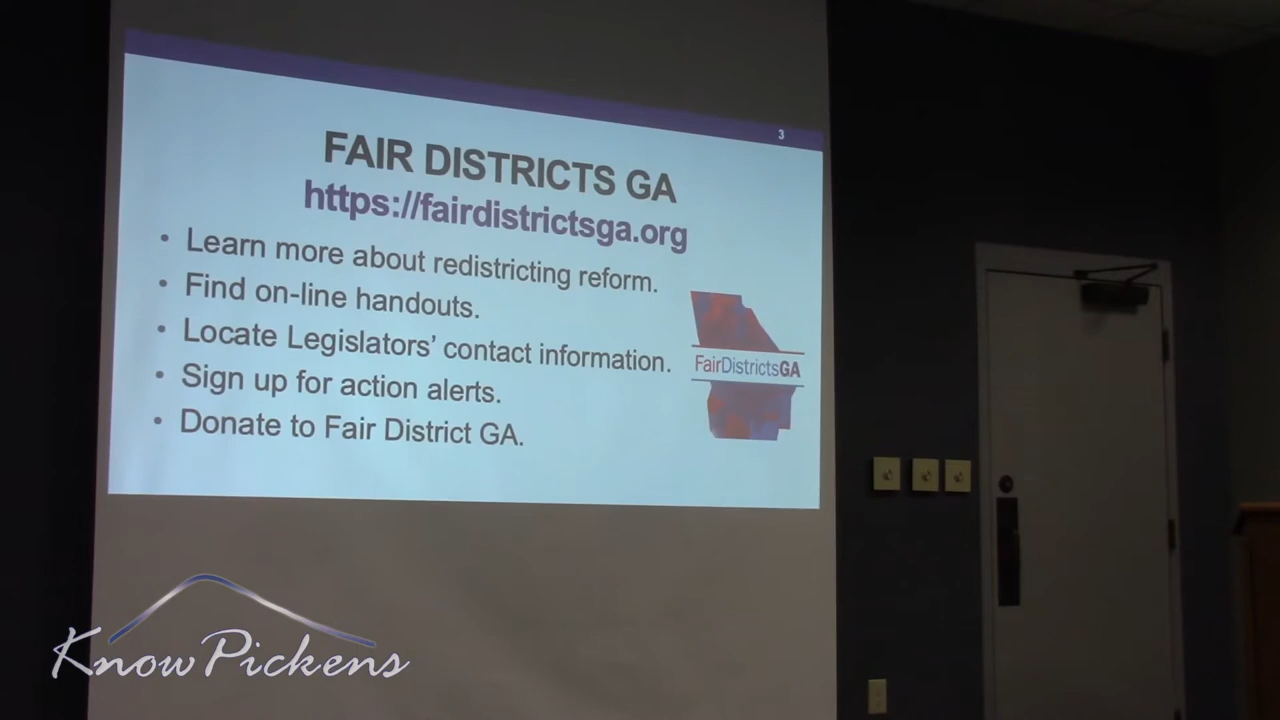 3
FAIR DISTRICTS GA
https://fairdistrictsga.org
• Learn more about redistricting reform.
• Find on-line handouts.
• Locate Legislators’ contact information.
• Sign up for action alerts.
• Donate to Fair District GA.
FairDistrictsGA
KnowPickens